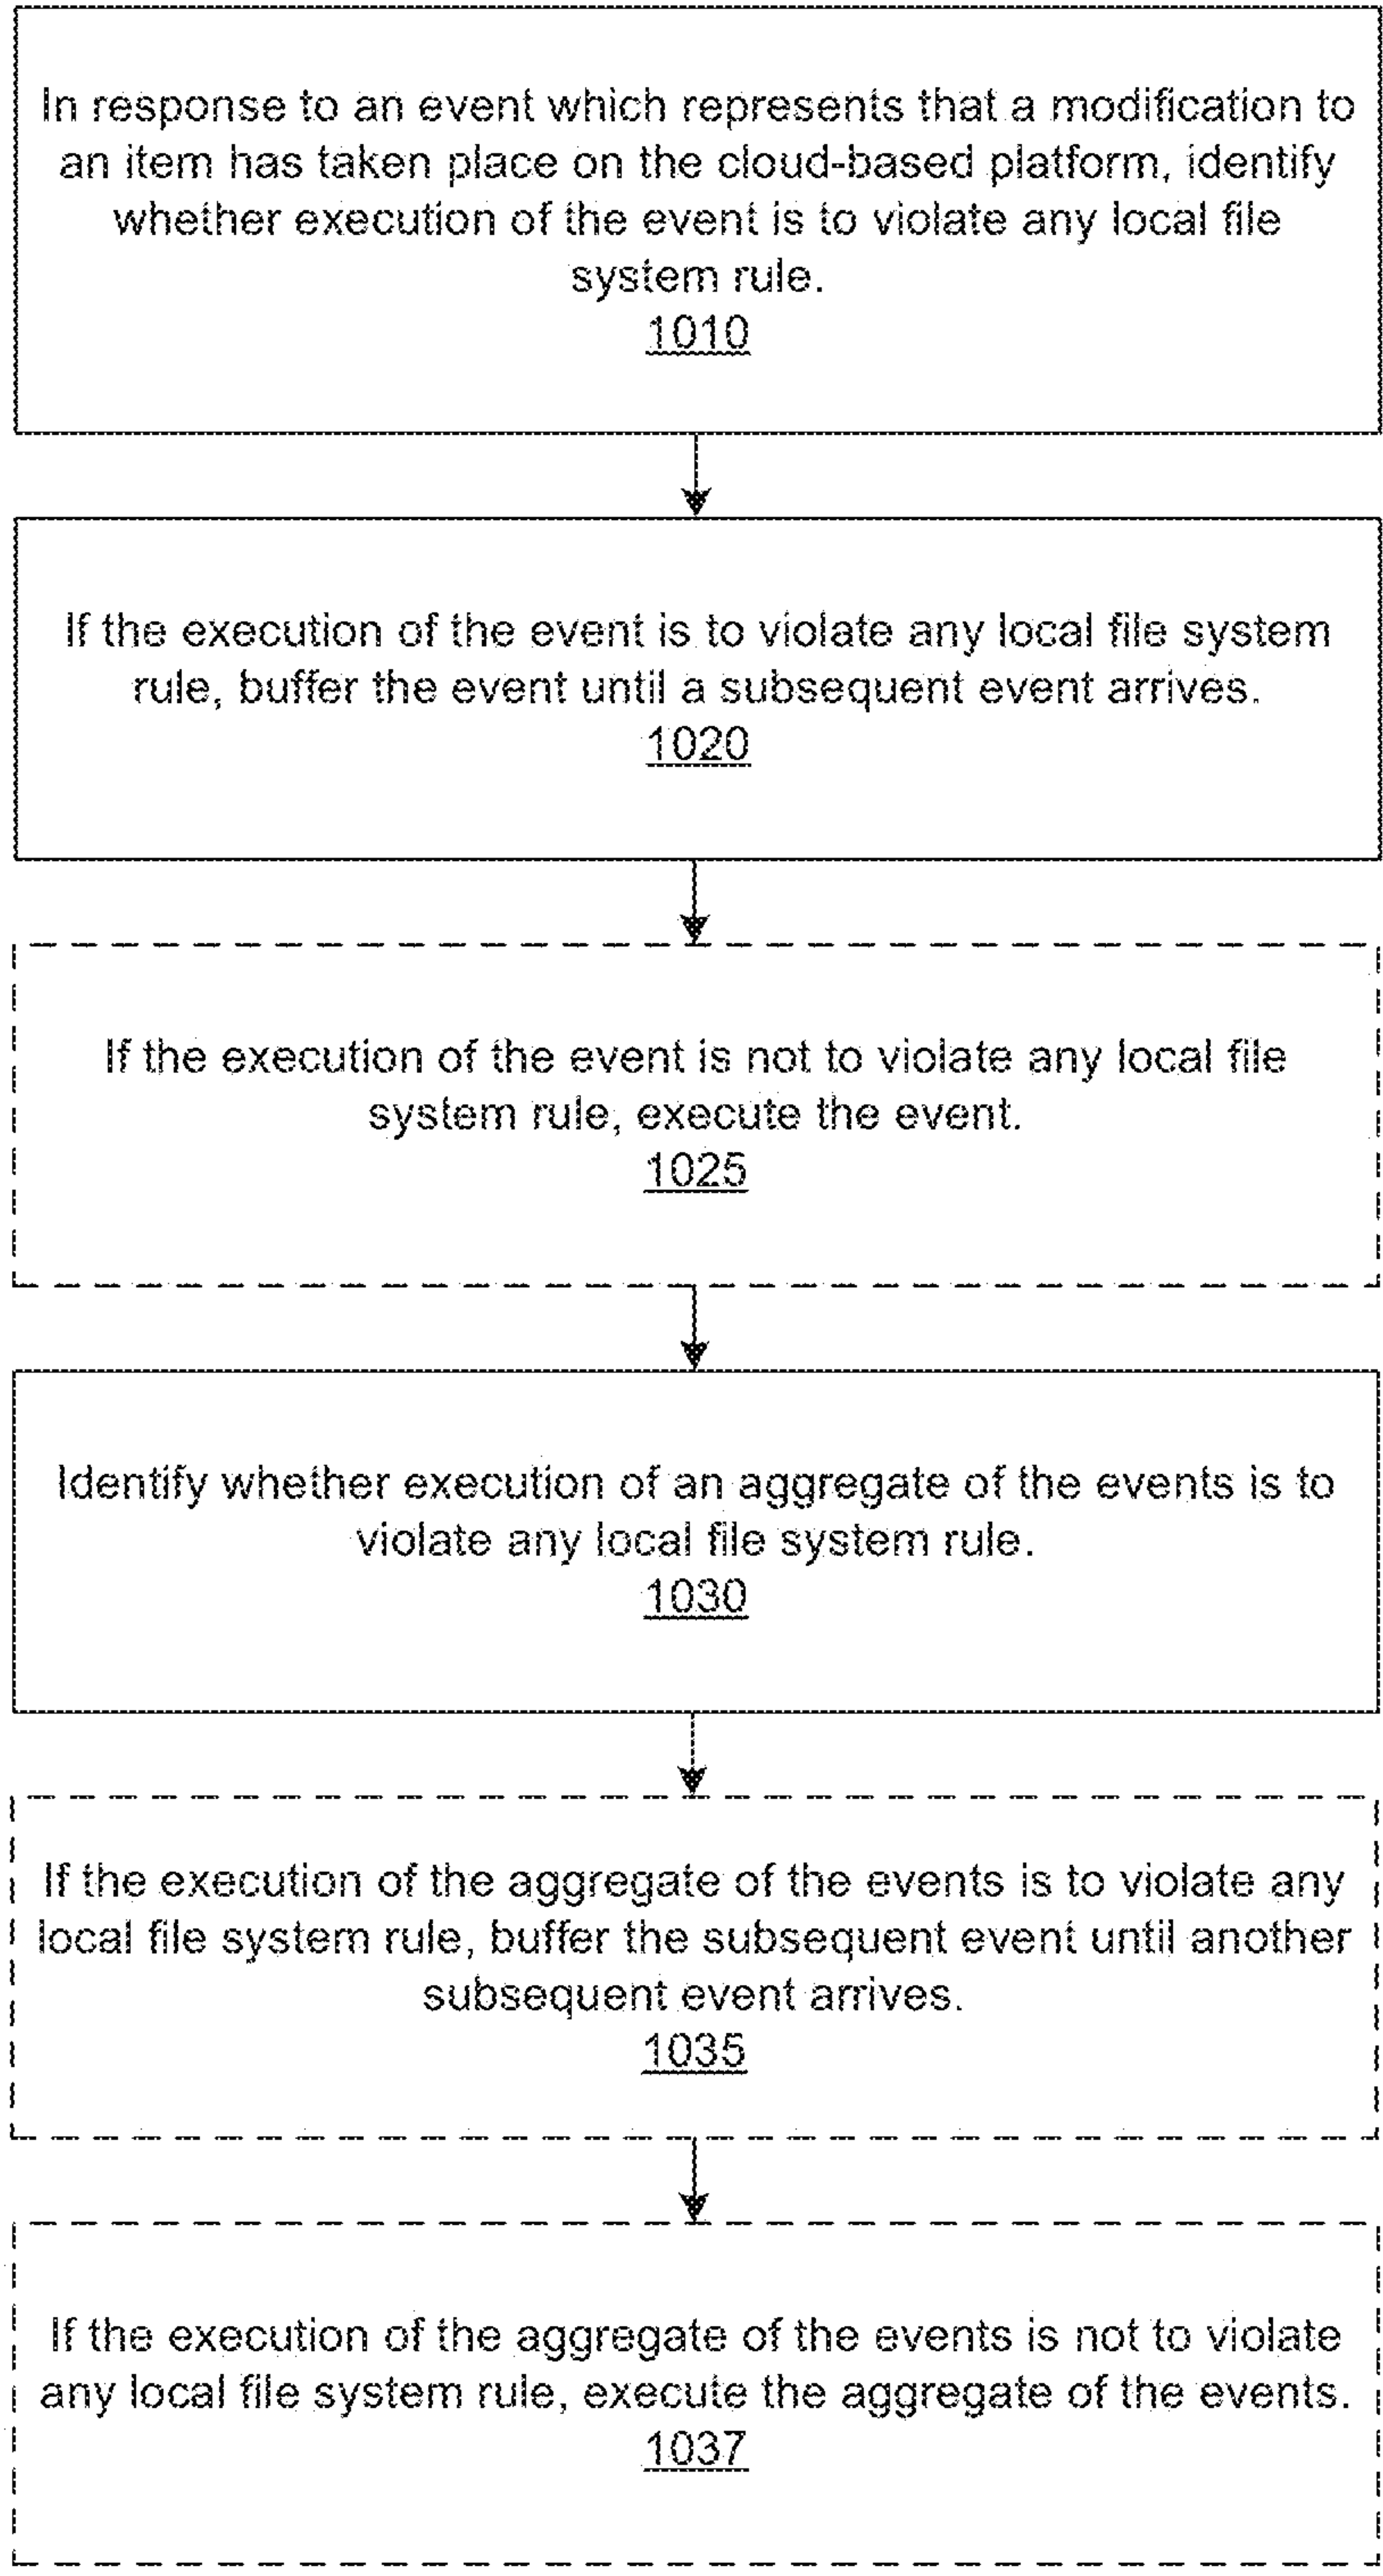 In response to an event which represents that a modification to
an item has taken place on the cloud-based platform, identify
whether execution of the event is to violate any local file
system rule.
1010
If the execution of the event is to violate any local file system
rule, buffer the event until a subsequent event arrives.
1020
If the execution of the event is not to violate any local file
system rule, execute the event.
1025
Identify whether execution of an aggregate of the events is to
violate any local file system rule.
1030
If the execution of the aggregate of the events is to violate any
local file system rule, buffer the subsequent event until another
subsequent event arrives.
1035
If the execution of the aggregate of the events is not to violate
any local file system rule, execute the aggregate of the events.
1037